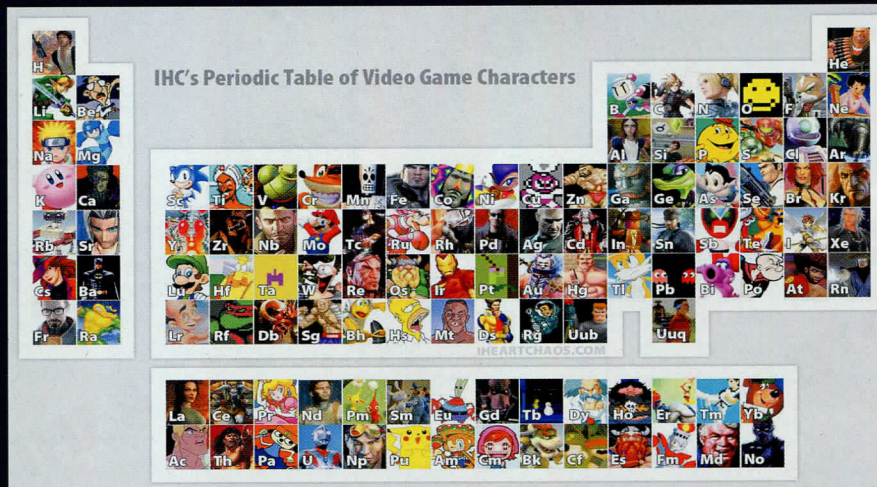 H He
IHC's Periodic Table of Video Game Characters
Li Be B C N O F Ne
Na Mg Al Si P S Cl Ar
K Ca Sc Ti V Cr Mn Fe Co Ni Cu Zn Ga Ge As Se Br Kr
Rb Sr Y Zr Nb Mo Tc Ru Rh Pd Ag Cd In Sn Sb Te I Xe
Cs Ba Lu Hf Ta W Re Os Ir Pt Au Hg Tl Pb Bi Po At Rn
Fr Ra Lr Rf Db Sg Bh Hs Mt Ds Rg Uub Uuq
IHEARTCHAOS.COM
La Ce Pr Nd Pm Sm Eu Gd Tb Dy Ho Er Tm Yb
Ac Th Pa U Np Pu Am Cm Bk Cf Es Fm Md No